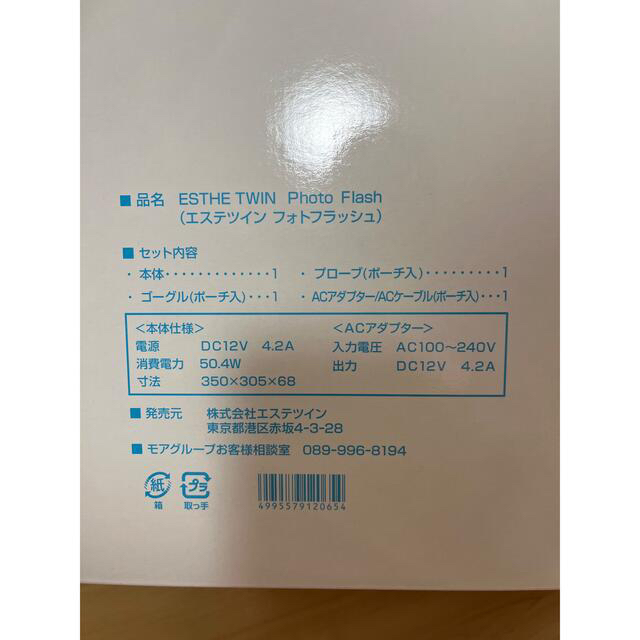 ■ 品名 ESTHE TWIN Photo Flash
(エステツイン フォトフラッシュ)
■ セット内容
・本体・・・・・・・・・・・・・1 ・プローブ(ポーチ入)・・・・・・・・・1
・ゴーグル(ポーチ入)・・・1 ・ACアダプター/ACケーブル(ポーチ入)・・・1
<本体仕様> <ACアダプター>
電源 DC12V 4.2A 入力電圧 AC100〜240V
消費電力 50.4W 出力 DC12V 4.2A
寸法 350×305×68
■ 発売元 株式会社エステツイン
東京都港区赤坂4-3-28
■ モアグループお客様相談室 089-996-8194
紙 プラ
箱 取っ手
4995579120654